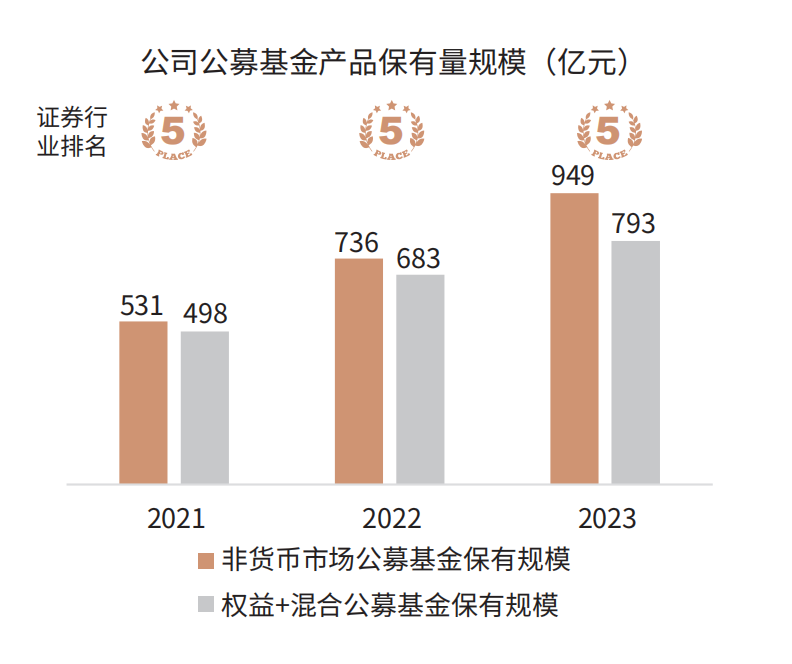 公司公募基金产品保有量规模（亿元）
证券行
业排名
5 5 5
PLACE PLACE PLACE
949
793
736
683
531
498
2021 2022 2023
非货币市场公募基金保有规模
权益+混合公募基金保有规模